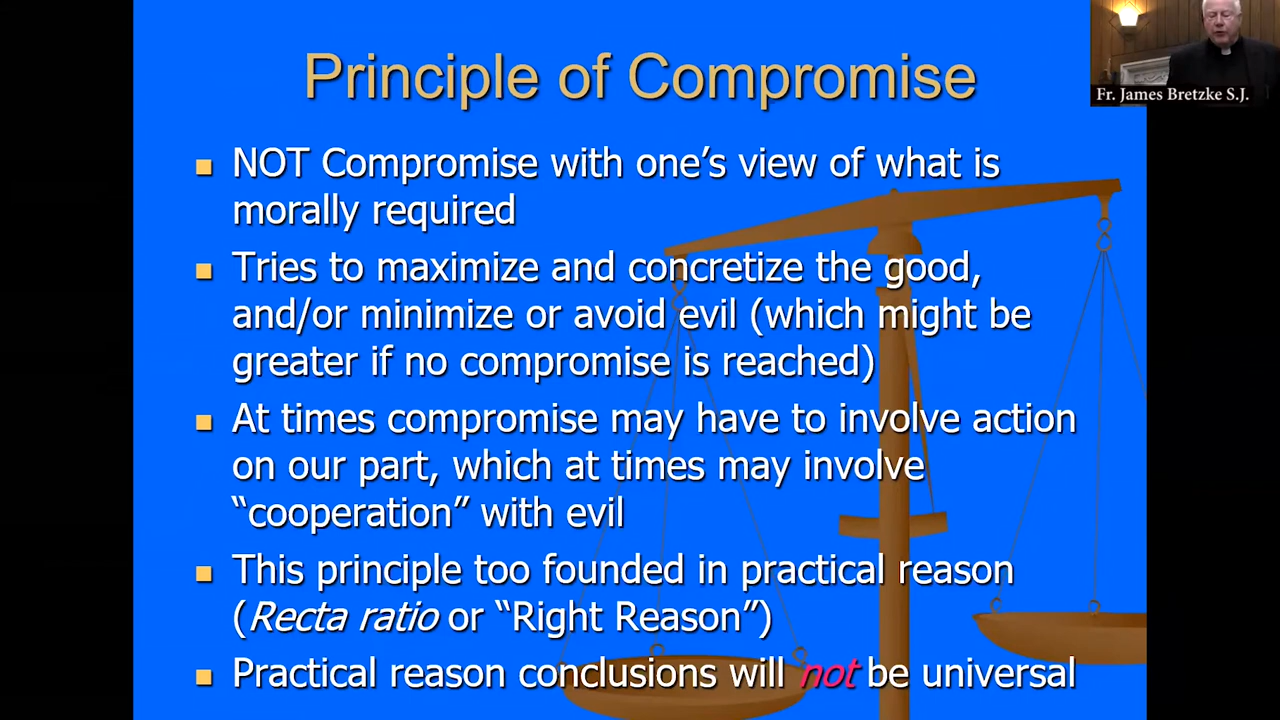 Principle of Compromise
Fr. James Bretzke S.J.
NOT Compromise with one's view of what is
morally required
Tries to maximize and concretize the good,
and/or minimize or avoid evil (which might be
greater if no compromise is reached)
At times compromise may have to involve action
on our part, which at times may involve
“cooperation” with evil
This principle too founded in practical reason
(Recta ratio or “Right Reason”)
Practical reason conclusions will not be universal